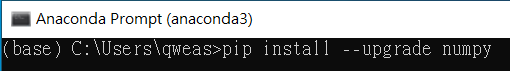 Anaconda Prompt (anaconda3)
(base) C:\Users\qweas>pip install --upgrade numpy